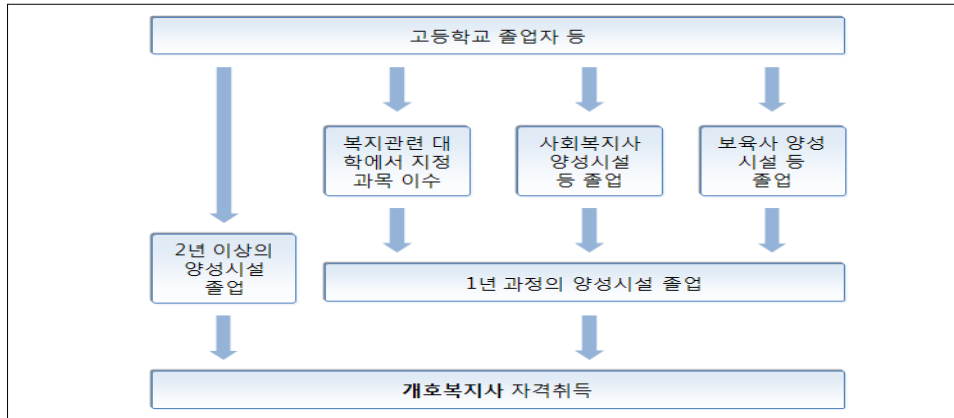 고등학교 졸업자 등
복지관련 대
학에서 지정
과목 이수
사회복지사
양성시설
등 졸업
보육사 양성
시설 등
졸업
2년 이상의
양성시설
졸업
1년 과정의 양성시설 졸업
개호복지사 자격취득